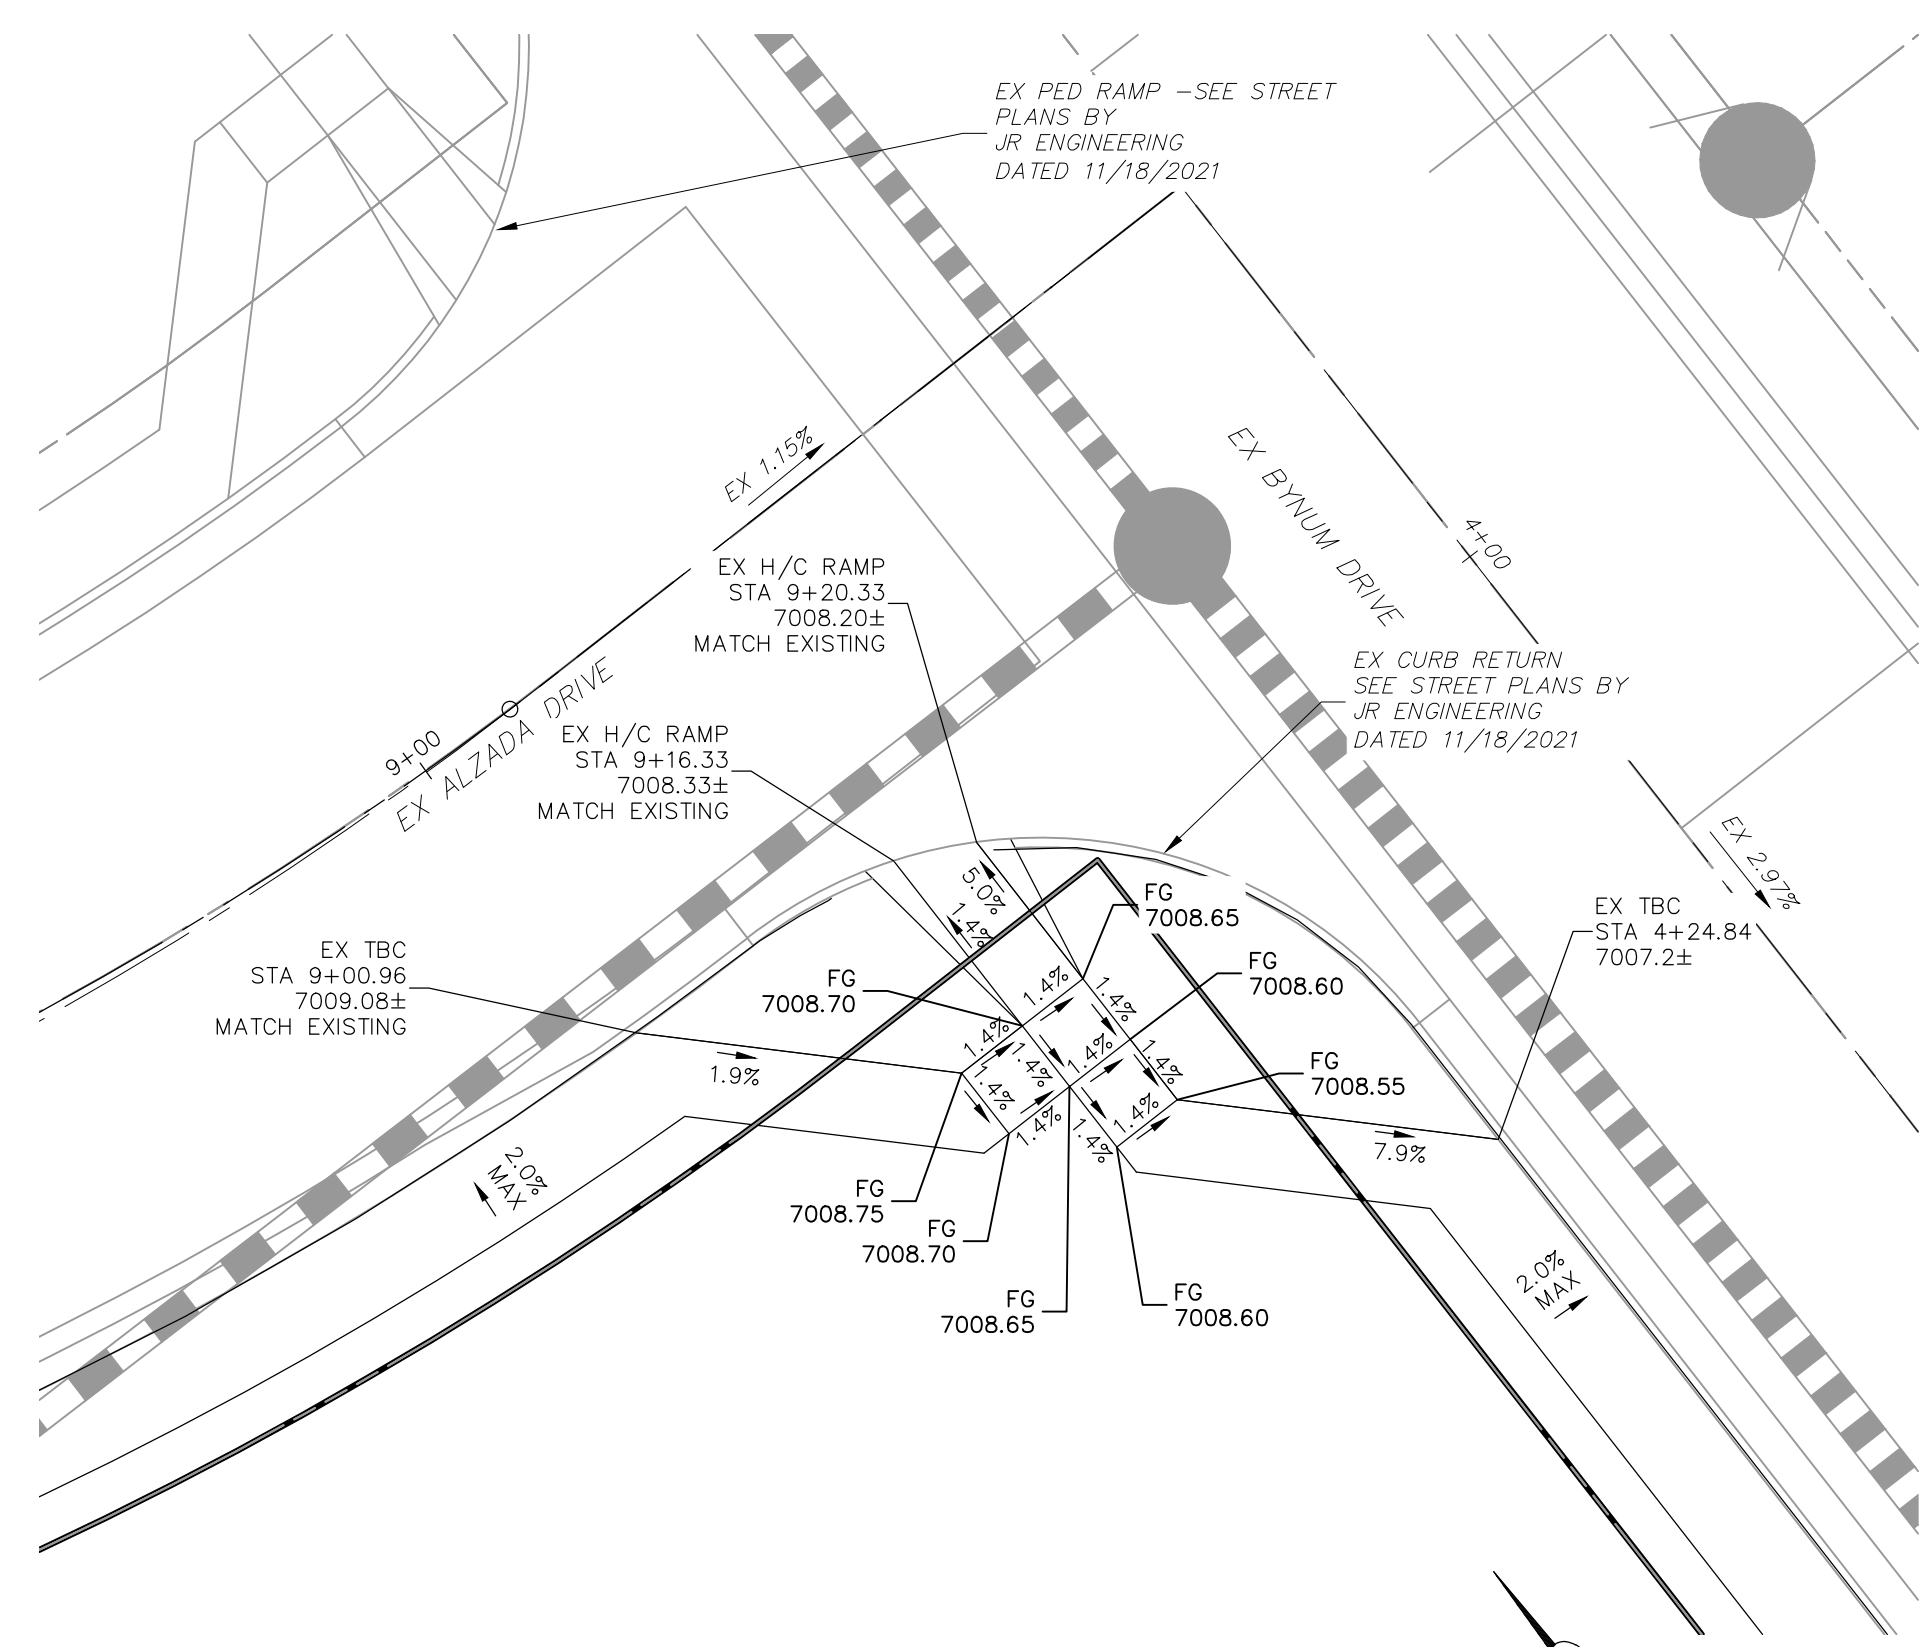 EX PED RAMP -SEE STREET
PLANS BY
JR ENGINEERING
DATED 11/18/2021
EX 1.15%
EX BYNUM DRIVE
4+00
EX H/C RAMP
STA 9+20.33
7008.20±
MATCH EXISTING
EX CURB RETURN
SEE STREET PLANS BY
JR ENGINEERING
DATED 11/18/2021
9+00
EX ALZADA DRIVE
EX H/C RAMP
STA 9+16.33
7008.33±
MATCH EXISTING
EX 2.97%
5.0%
1.4%
FG
7008.65
EX TBC
STA 4+24.84
7007.2±
EX TBC
STA 9+00.96
7009.08±
MATCH EXISTING
FG
7008.70
FG
7008.60
1.4%
1.4%
1.4%
1.4%
1.4%
1.4%
1.9%
1.4%
FG
7008.55
1.4%
1.4%
1.4%
7.9%
2.0%
MAX
FG
7008.75
FG
7008.70
FG
7008.65
FG
7008.60
2.0%
MAX